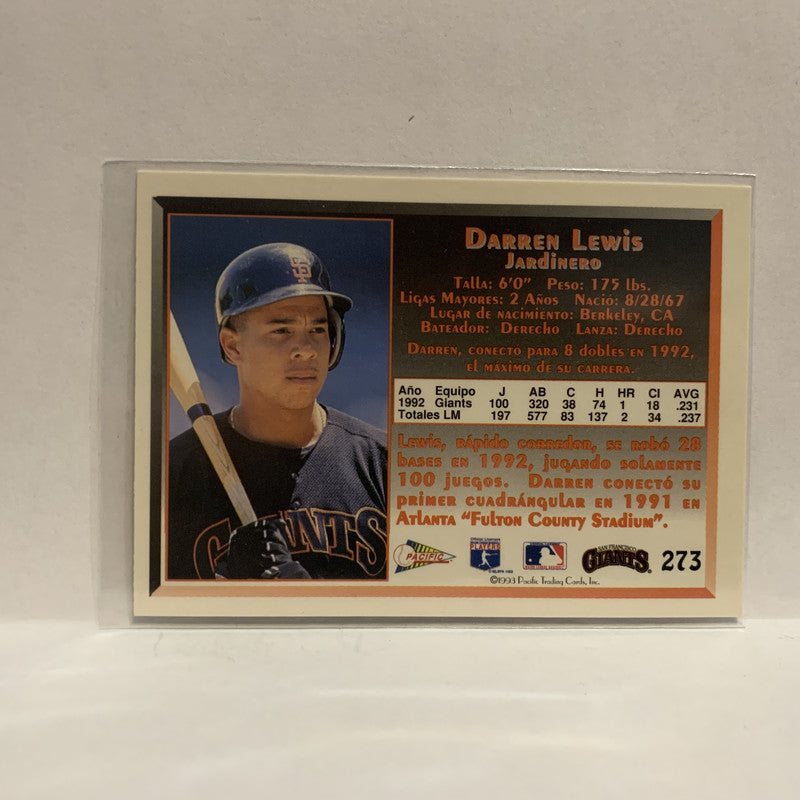 DARREN LEWIS
JARDINERO
TALLA: 6'0" PESO: 175 lbs.
LIGAS MAYORES: 2 AÑOS NACIÓ: 8/28/67
LUGAR DE NACIMIENTO: BERKELEY, CA
BATEADOR: DERECHO LANZA: DERECHO
DARREN, CONECTO PARA 8 DOBLES EN 1992,
EL MÁXIMO DE SU CARRERA.
Año Equipo J AB C H HR CI AVG
1992 Giants 100 320 38 74 1 18 .231
Totales LM 197 577 83 137 2 34 .237
LEWIS, RÁPIDO CORREDOR, SE ROBÓ 28
BASES EN 1992, JUGANDO SOLAMENTE
100 JUEGOS. DARREN CONECTÓ SU
PRIMER CUADRÁNGULAR EN 1991 EN
ATLANTA "FULTON COUNTY STADIUM".
SF
GIANTS
PACIFIC
PLAYERS
SAN FRANCISCO
GIANTS
273
©1993 Pacific Trading Cards, Inc.